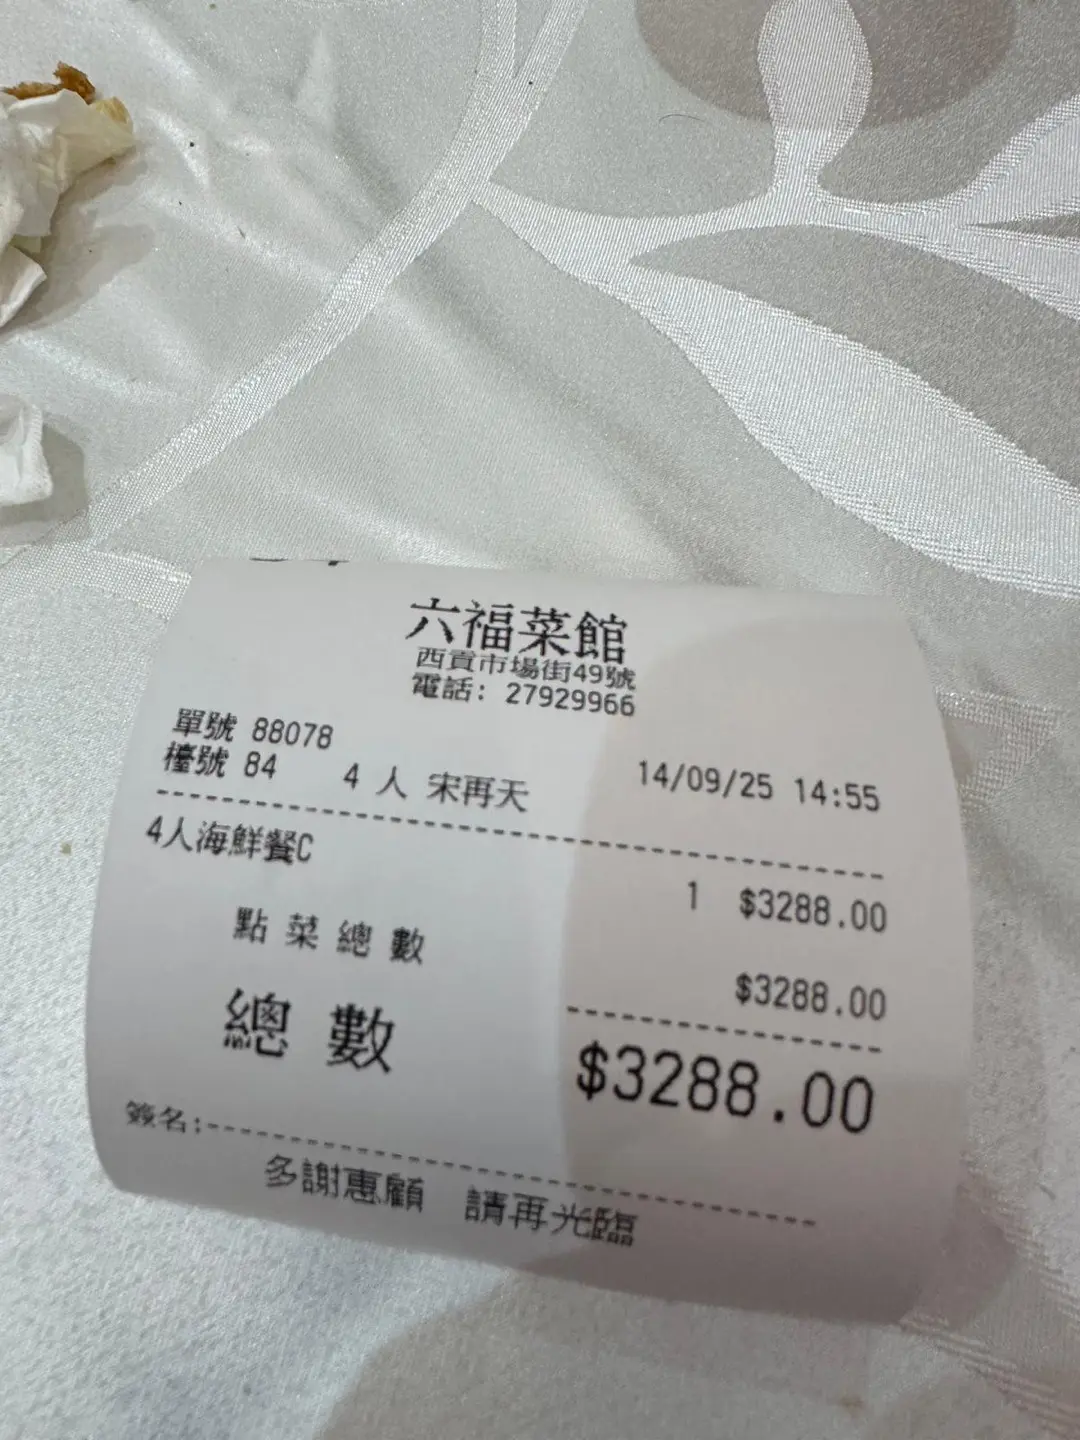 六福菜館
西貢市場街49號
電話: 27929966
單號 88078
檯號 84 4 人 宋再天 14/09/25 14:55
4人海鮮餐C
1 $3288.00
點菜總數 $3288.00
總數 $3288.00
簽名:
多謝惠顧 請再光臨